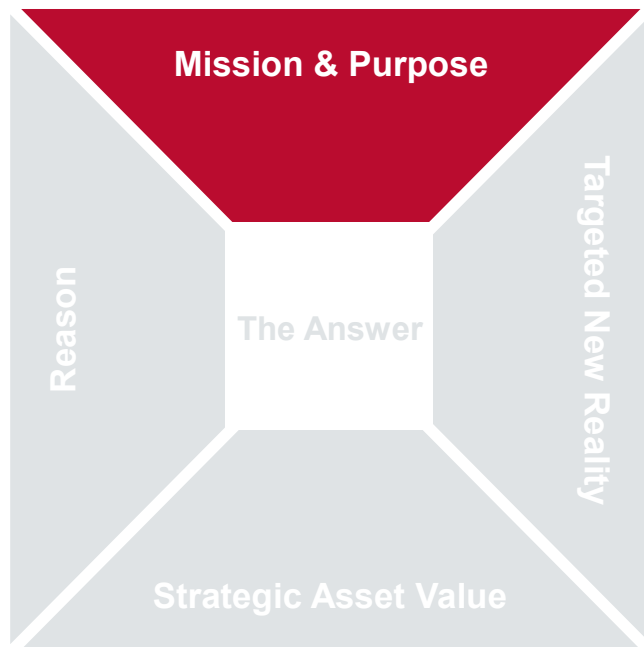 Mission & Purpose
Targeted New Reality
Reason
The Answer
Strategic Asset Value